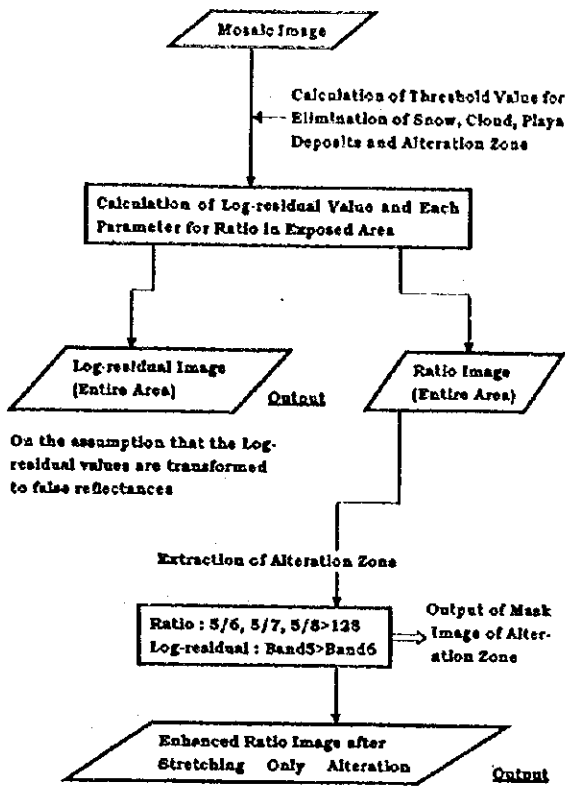 Mosaic Image
Calculation of Threshold Value for
Elimination of Snow, Cloud, Playa
Deposits and Alteration Zone
Calculation of Log-residual Value and Each
Parameter for Ratio in Exposed Area
Log-residual Image
(Entire Area)
Output
Ratio Image
(Entire Area)
On the assumption that the Log-
residual values are transformed
to false reflectances
Extraction of Alteration Zone
Ratio : 5/6, 5/7, 5/8>128
Log-residual : Band5>Band6
Output of Mask
Image of Alter-
ation Zone
Enhanced Ratio Image after
Stretching Only Alteration
Output